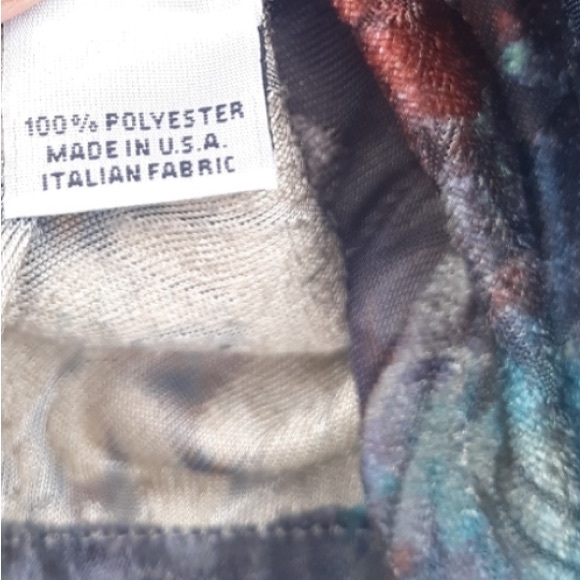 100% POLYESTER
MADE IN U.S.A.
ITALIAN FABRIC